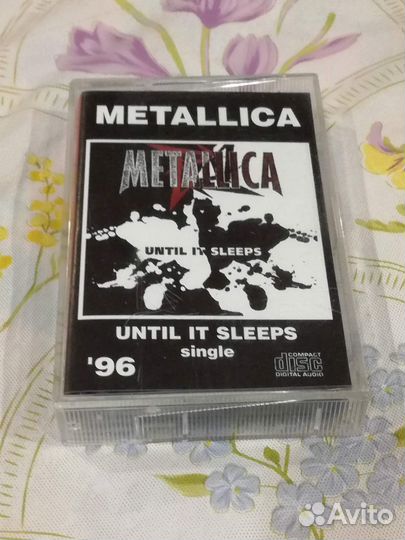 METALLICA
METALLICA
UNTIL IT SLEEPS
UNTIL IT SLEEPS
single
'96
COMPACT
disc
DIGITAL AUDIO
Avito